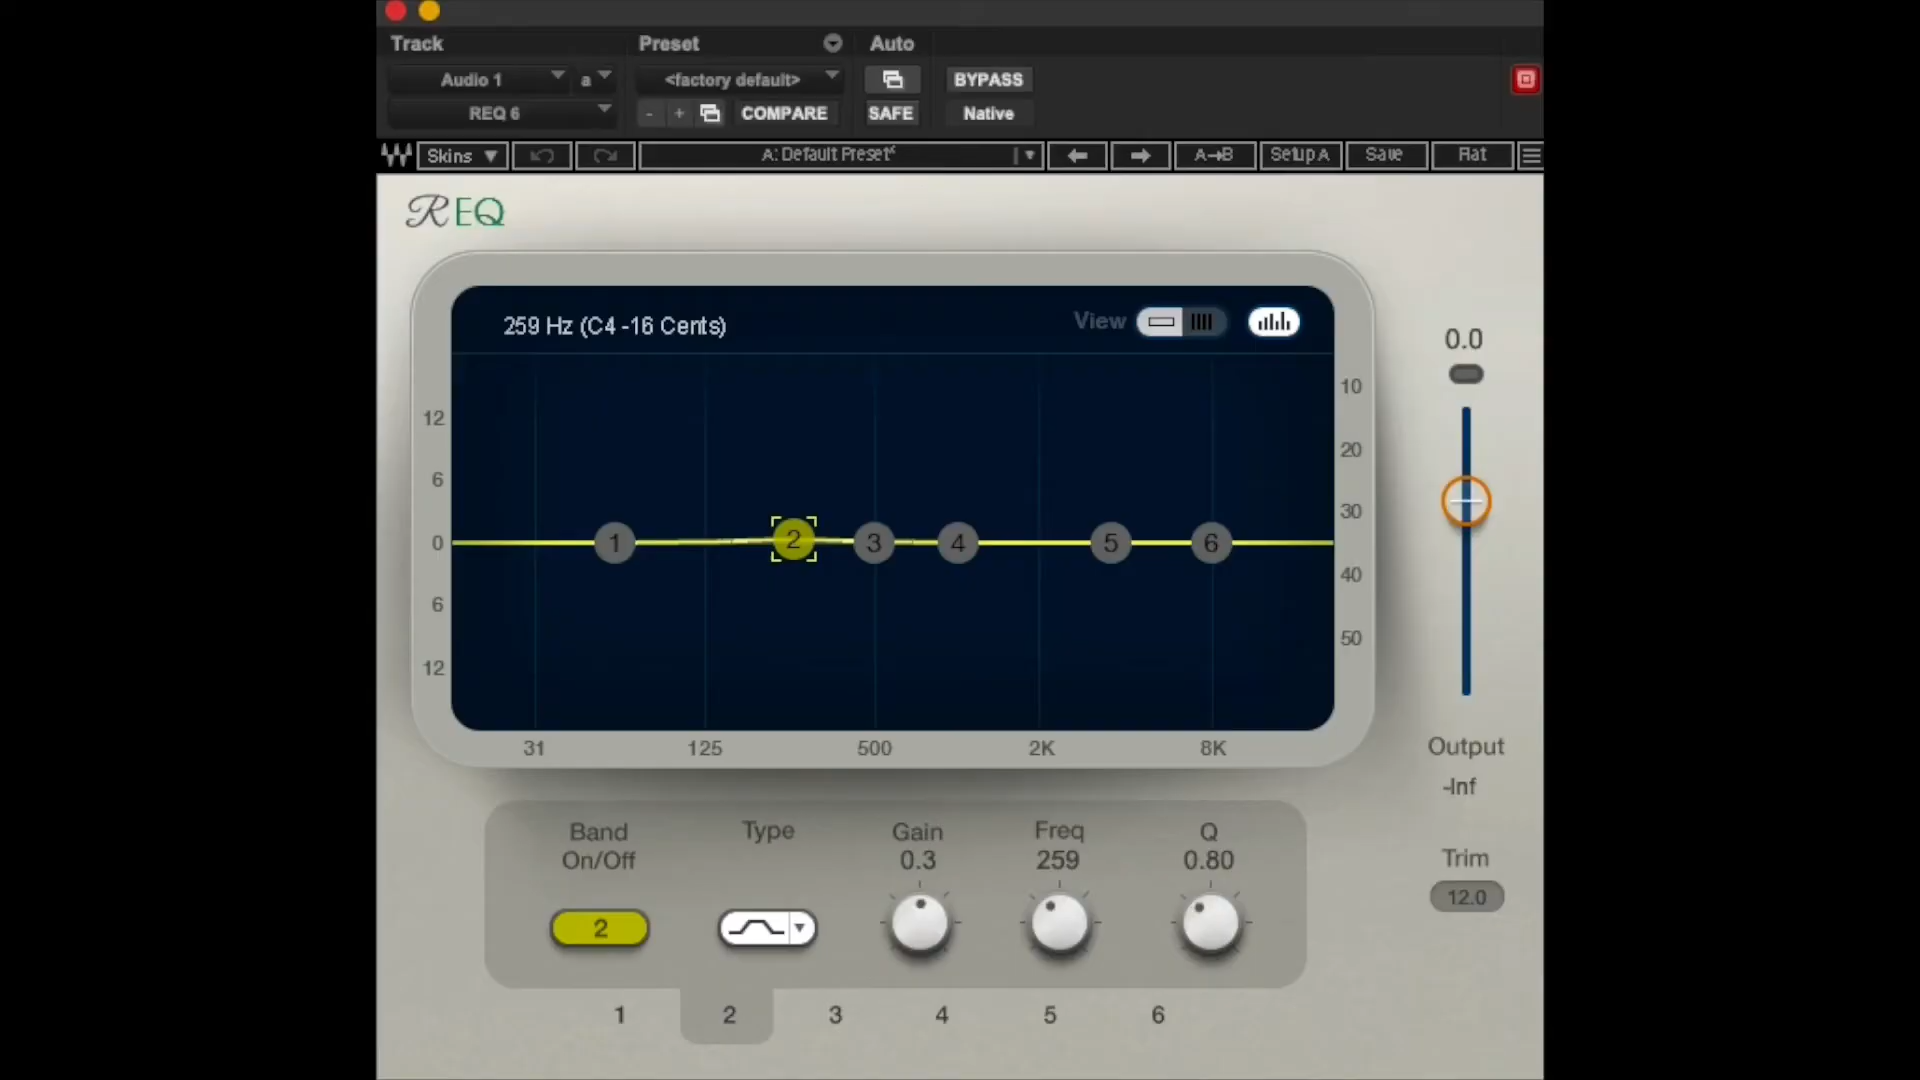 Track
Preset
Auto
Audio 1
a
<factory default>
BYPASS
REQ 6
-
+
COMPARE
SAFE
Native
Skins
A: Default Preset*
A→B
Setup A
Save
Flat
REQ
259 Hz (C4 -16 Cents)
View
0.0
12
6
0
6
12
1
2
3
4
5
6
10
20
30
40
50
31
125
500
2K
8K
Output
-Inf
Band
On/Off
Type
Gain
0.3
Freq
259
Q
0.80
Trim
12.0
2
1
2
3
4
5
6